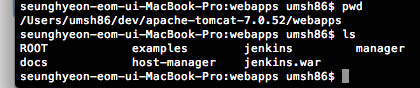 seunghyeon-eom-ui-MacBook-Pro:webapps umsh86$ pwd
/Users/umsh86/dev/apache-tomcat-7.0.52/webapps
seunghyeon-eom-ui-MacBook-Pro:webapps umsh86$ ls
ROOT examples jenkins manager
docs host-manager jenkins.war
seunghyeon-eom-ui-MacBook-Pro:webapps umsh86$